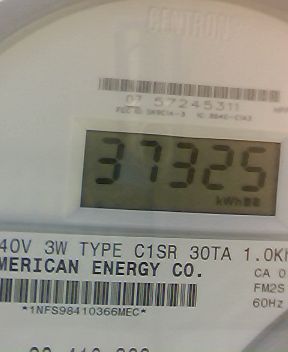 CENTRON
07 57245311
37325
kWh
40V 3W TYPE C1SR 30TA 1.0Kh
MERICAN ENERGY CO.
CA 0
FM2S
60Hz
*1NFS98410366MEC*